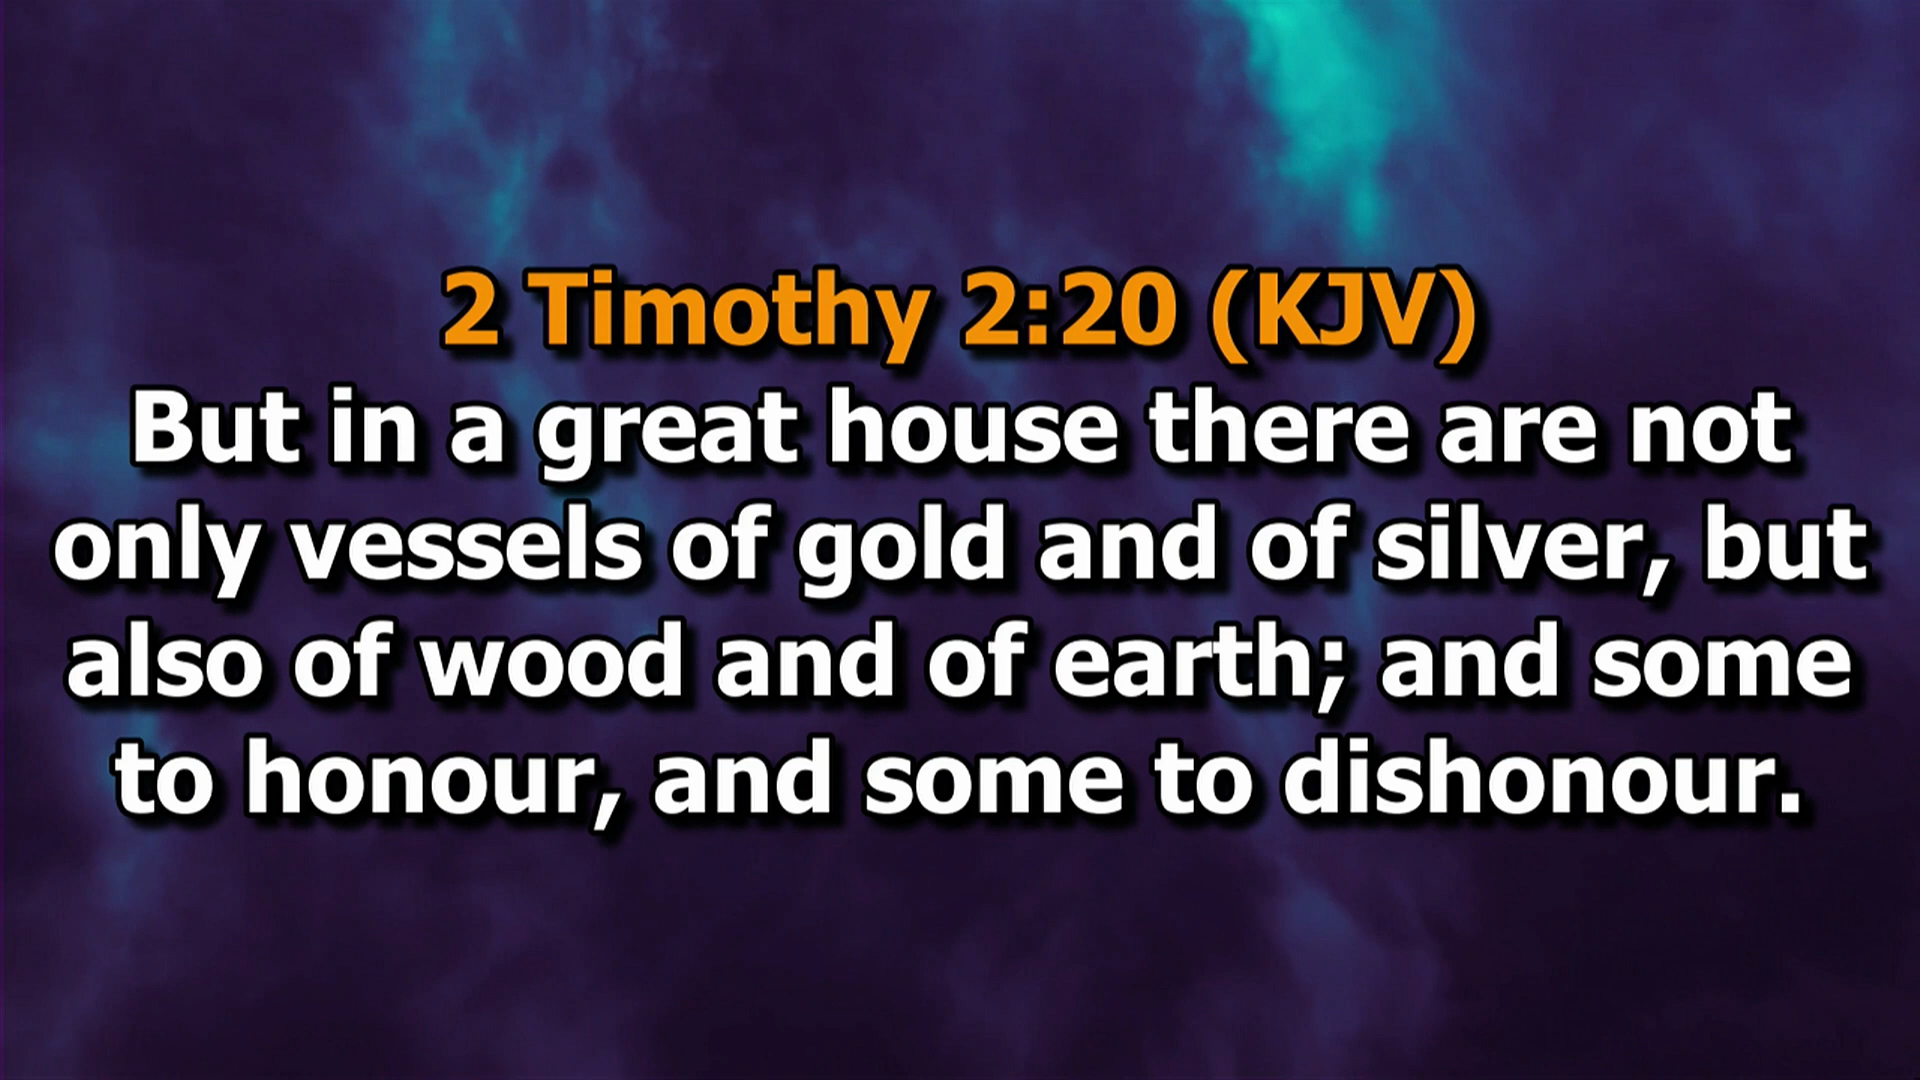 2 Timothy 2:20 (KJV)
But in a great house there are not
only vessels of gold and of silver, but
also of wood and of earth; and some
to honour, and some to dishonour.